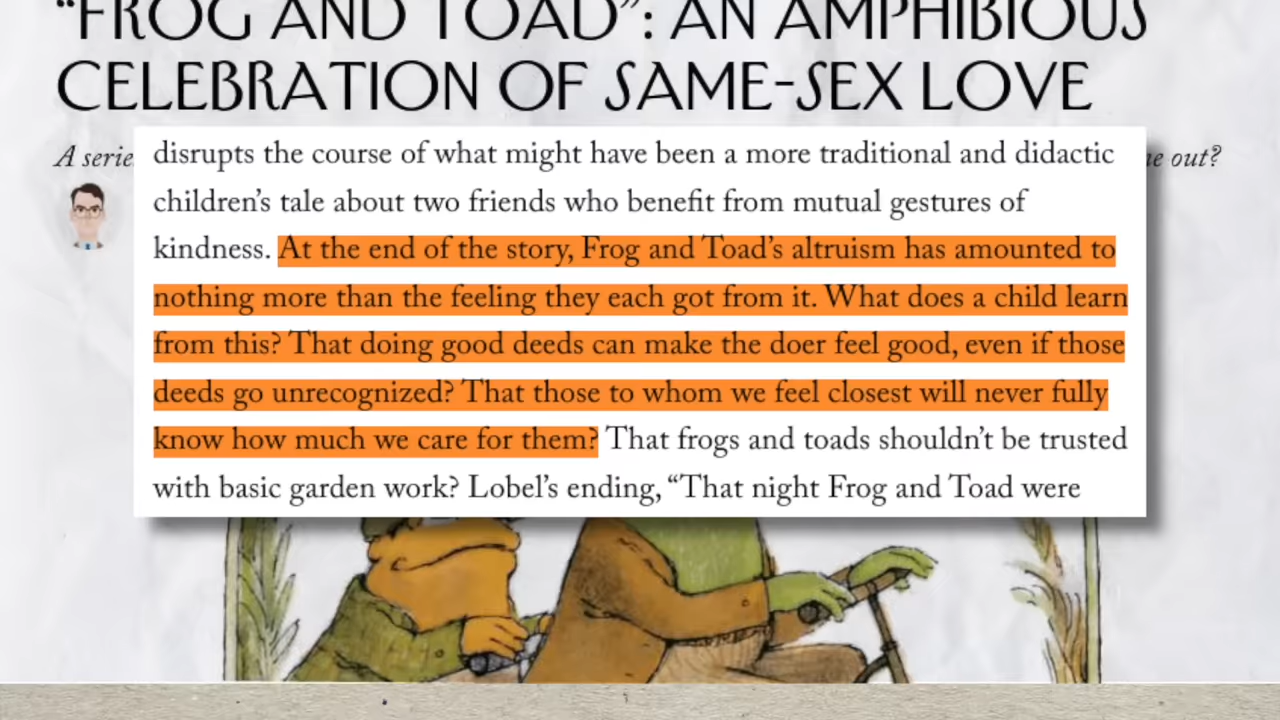 “FROG AND TOAD”: AN AMPHIBIOUS
CELEBRATION OF SAME-SEX LOVE
A serie
e out?
disrupts the course of what might have been a more traditional and didactic
children’s tale about two friends who benefit from mutual gestures of
kindness. At the end of the story, Frog and Toad’s altruism has amounted to
nothing more than the feeling they each got from it. What does a child learn
from this? That doing good deeds can make the doer feel good, even if those
deeds go unrecognized? That those to whom we feel closest will never fully
know how much we care for them? That frogs and toads shouldn’t be trusted
with basic garden work? Lobel’s ending, “That night Frog and Toad were